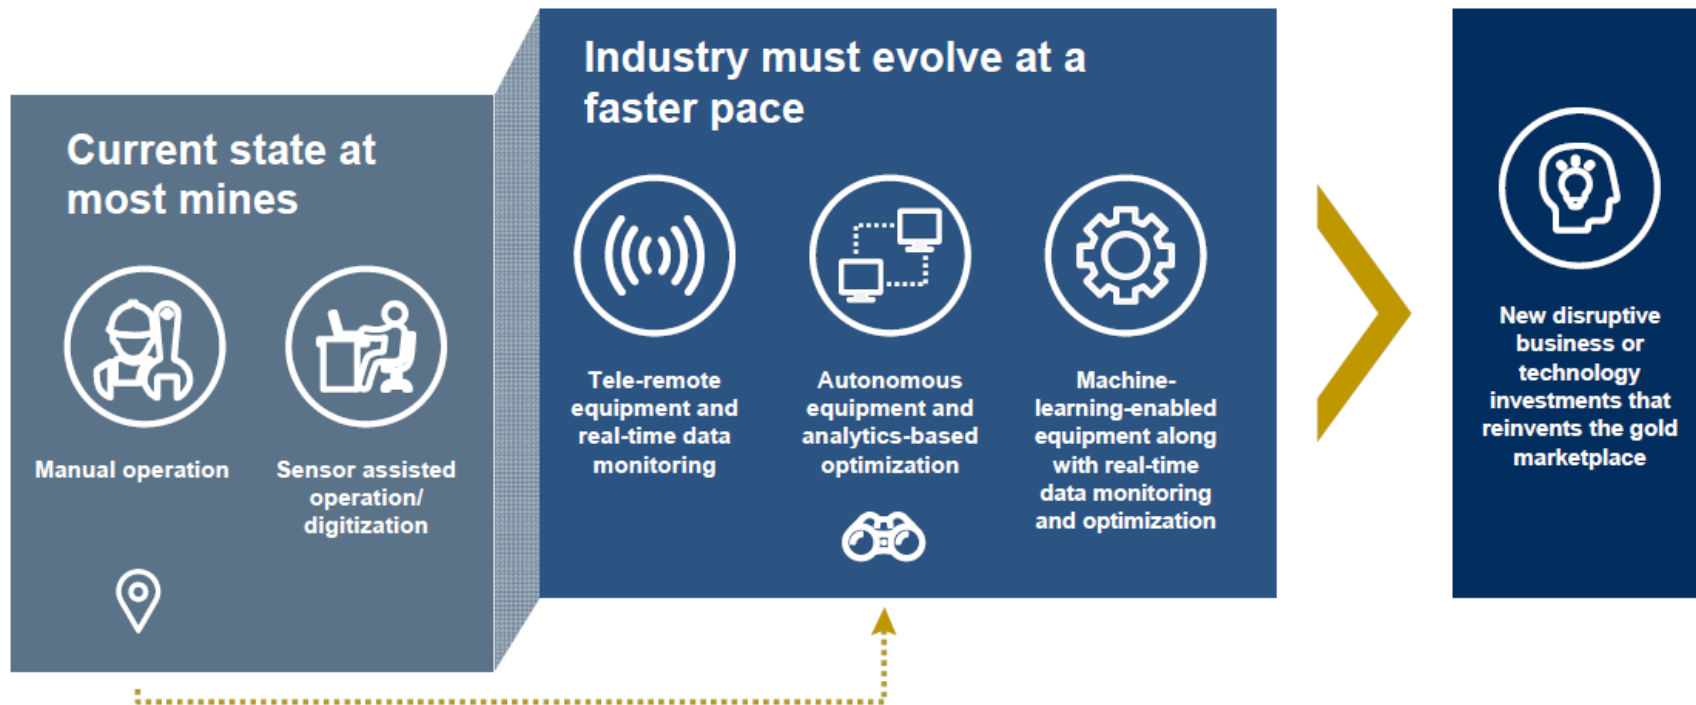 Current state at
most mines
Manual operation
Sensor assisted
operation/
digitization
Industry must evolve at a
faster pace
Tele-remote
equipment and
real-time data
monitoring
Autonomous
equipment and
analytics-based
optimization
Machine-
learning-enabled
equipment along
with real-time
data monitoring
and optimization
New disruptive
business or
technology
investments that
reinvents the gold
marketplace